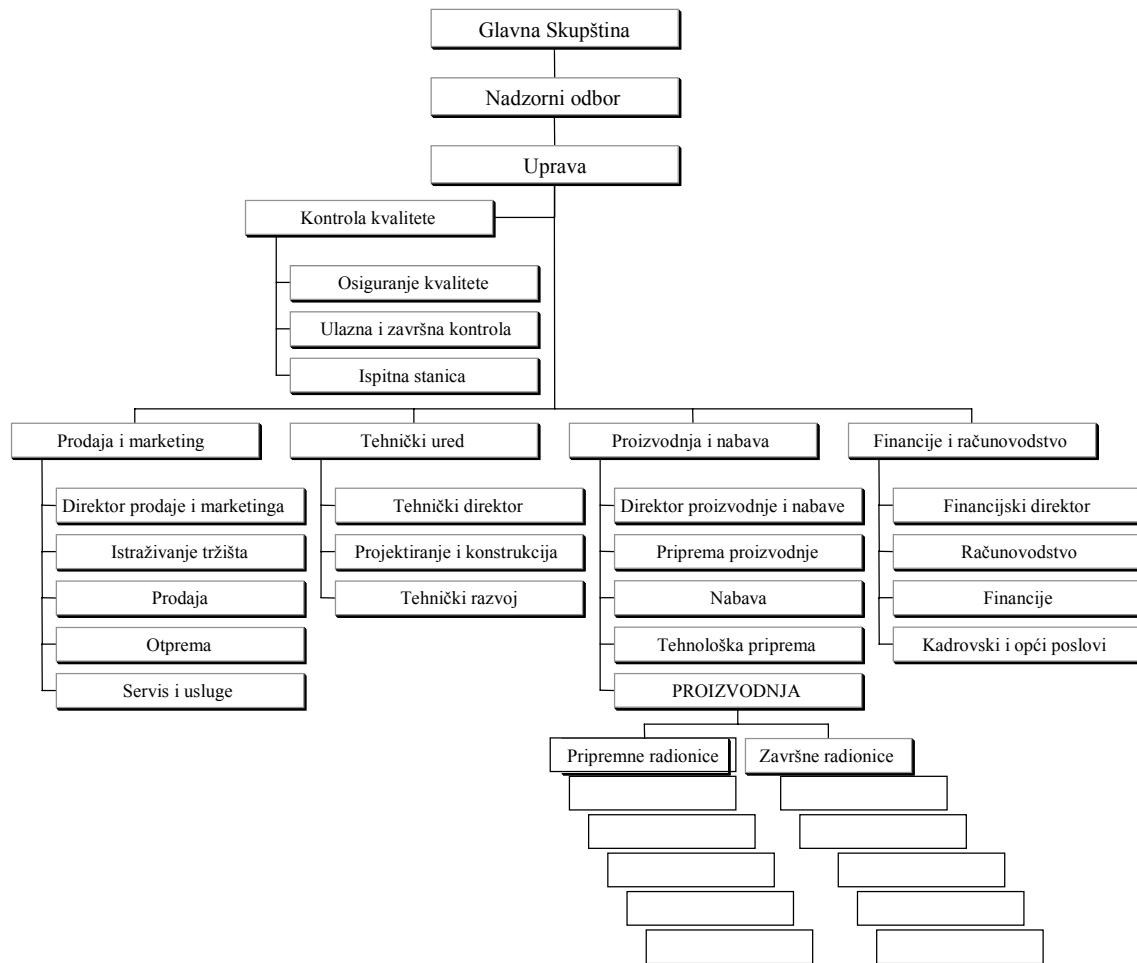 Glavna Skupština
Nadzorni odbor
Uprava
Kontrola kvalitete
Osiguranje kvalitete
Ulazna i završna kontrola
Ispitna stanica
Prodaja i marketing
Direktor prodaje i marketinga
Istraživanje tržišta
Prodaja
Otprema
Servis i usluge
Tehnički ured
Tehnički direktor
Projektiranje i konstrukcija
Tehnički razvoj
Proizvodnja i nabava
Direktor proizvodnje i nabave
Priprema proizvodnje
Nabava
Tehnološka priprema
PROIZVODNJA
Pripremne radionice
Završne radionice
Financije i računovodstvo
Financijski direktor
Računovodstvo
Financije
Kadrovski i opći poslovi